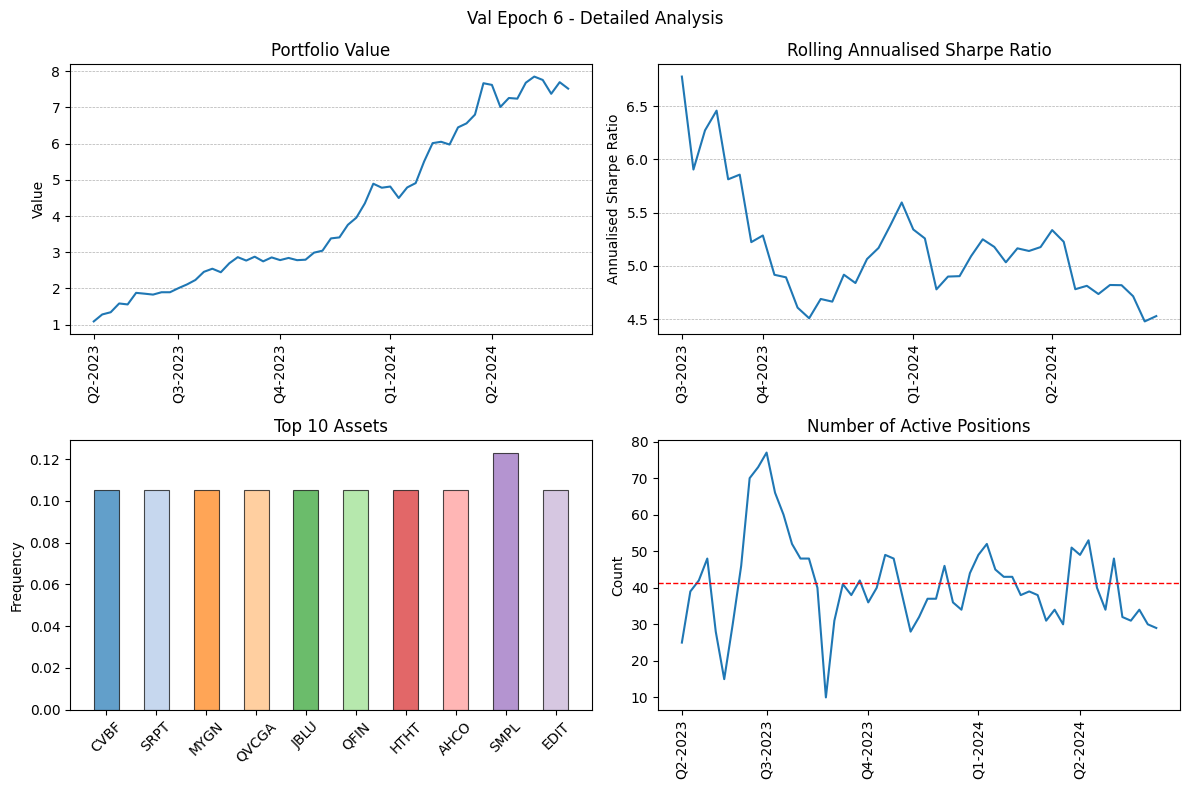 Val Epoch 6 - Detailed Analysis
Portfolio Value
Value
8
7
6
5
4
3
2
1
Q2-2023
Q3-2023
Q4-2023
Q1-2024
Q2-2024
Rolling Annualised Sharpe Ratio
Annualised Sharpe Ratio
6.5
6.0
5.5
5.0
4.5
Q3-2023
Q4-2023
Q1-2024
Q2-2024
Top 10 Assets
Frequency
0.12
0.10
0.08
0.06
0.04
0.02
0.00
CVBF
SRPT
MYGN
QVCGA
JBLU
QFIN
HTHT
AHCO
SMPL
EDIT
Number of Active Positions
Count
80
70
60
50
40
30
20
10
Q2-2023
Q3-2023
Q4-2023
Q1-2024
Q2-2024